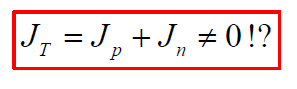 J_T = J_p + J_n ≠ 0 !?